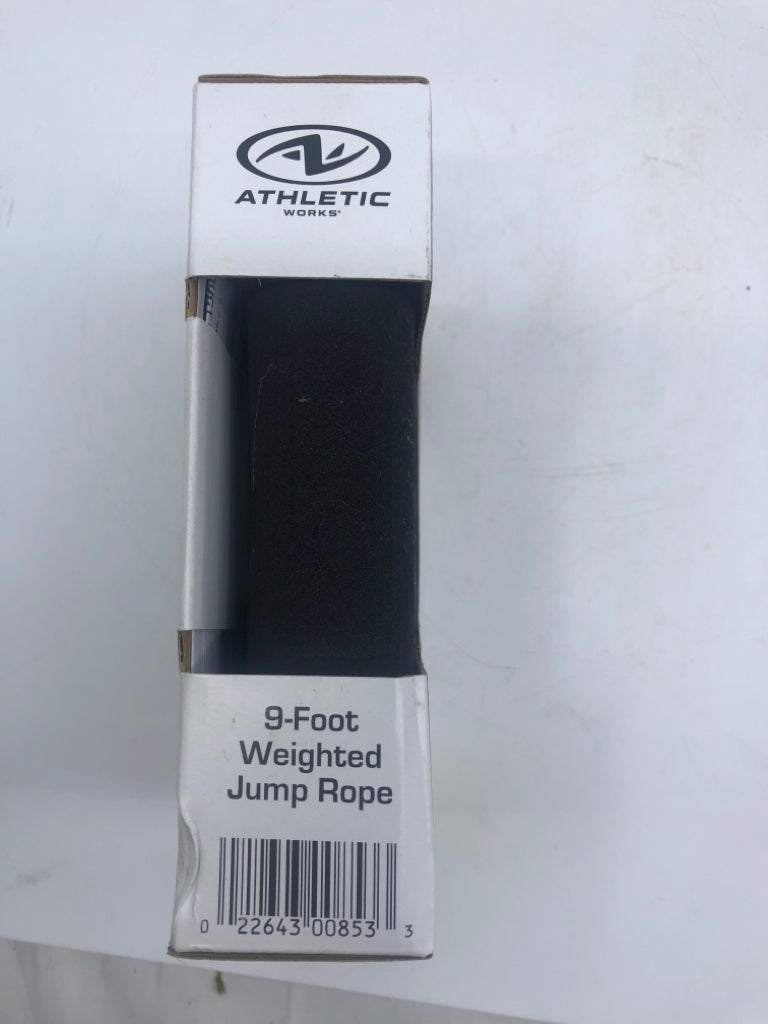 ATHLETIC
WORKS®
9-Foot
Weighted
Jump Rope
0 22643 00853 3